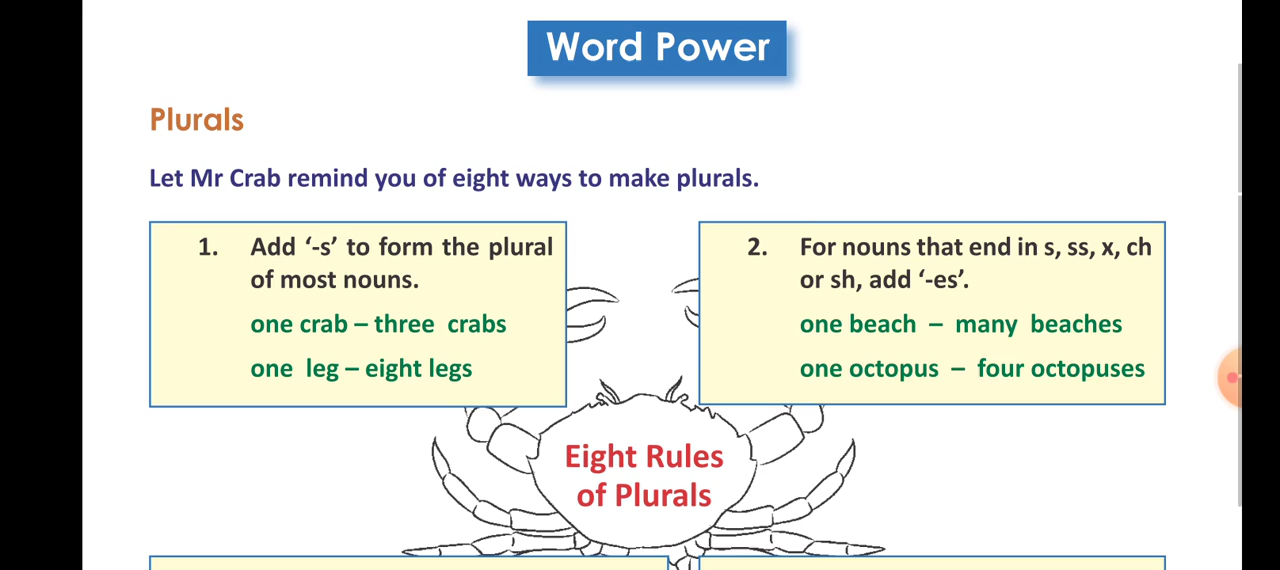 Word Power
Plurals
Let Mr Crab remind you of eight ways to make plurals.
1. Add ‘-s’ to form the plural
of most nouns.
one crab – three crabs
one leg – eight legs
2. For nouns that end in s, ss, x, ch
or sh, add ‘-es’.
one beach – many beaches
one octopus – four octopuses
Eight Rules
of Plurals